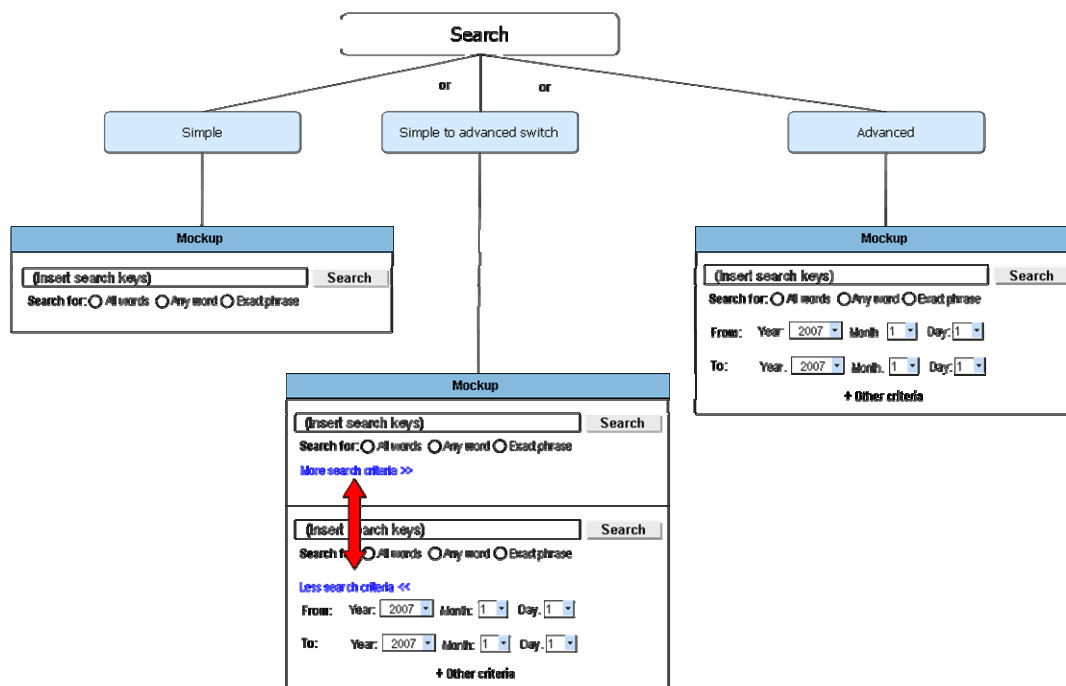 Search
or
or
Simple
Simple to advanced switch
Advanced
Mockup
(Insert search keys)
Search
Search for: All words Any word Exact phrase
Mockup
(Insert search keys)
Search
Search for: All words Any word Exact phrase
From: Year 2007 Month 1 Day: 1
To: Year. 2007 Month. 1 Day: 1
+ Other criteria
Mockup
(Insert search keys)
Search
Search for: All words Any word Exact phrase
More search criteria >>
(Insert search keys)
Search
Search for: All words Any word Exact phrase
Less search criteria <<
From: Year: 2007 Month: 1 Day. 1
To: Year: 2007 Month: 1 Day. 1
+ Other criteria